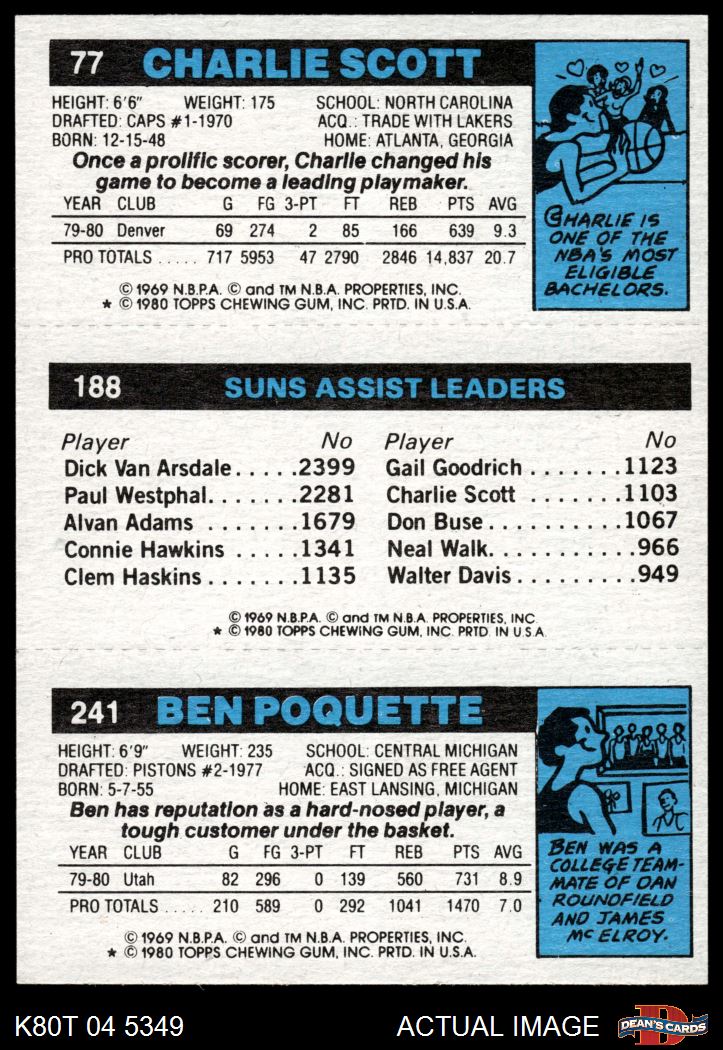 77 CHARLIE SCOTT
HEIGHT: 6'6" WEIGHT: 175 SCHOOL: NORTH CAROLINA
DRAFTED: CAPS #1-1970 ACQ.: TRADE WITH LAKERS
BORN: 12-15-48 HOME: ATLANTA, GEORGIA
Once a prolific scorer, Charlie changed his
game to become a leading playmaker.
YEAR CLUB G FG 3-PT FT REB PTS AVG
79-80 Denver 69 274 2 85 166 639 9.3
PRO TOTALS ..... 717 5953 47 2790 2846 14,837 20.7
© 1969 N.B.P.A. © and TM N.B.A. PROPERTIES, INC.
* © 1980 TOPPS CHEWING GUM, INC. PRTD. IN U.S.A.
CHARLIE IS
ONE OF THE
NBA'S MOST
ELIGIBLE
BACHELORS.
188 SUNS ASSIST LEADERS
Player No Player No
Dick Van Arsdale.....2399 Gail Goodrich.......1123
Paul Westphal.......2281 Charlie Scott.......1103
Alvan Adams.......1679 Don Buse..........1067
Connie Hawkins.....1341 Neal Walk..........966
Clem Haskins.......1135 Walter Davis.........949
© 1969 N.B.P.A. © and TM N.B.A. PROPERTIES, INC.
* © 1980 TOPPS CHEWING GUM, INC. PRTD. IN U.S.A.
241 BEN POQUETTE
HEIGHT: 6'9" WEIGHT: 235 SCHOOL: CENTRAL MICHIGAN
DRAFTED: PISTONS #2-1977 ACQ.: SIGNED AS FREE AGENT
BORN: 5-7-55 HOME: EAST LANSING, MICHIGAN
Ben has reputation as a hard-nosed player, a
tough customer under the basket.
YEAR CLUB G FG 3-PT FT REB PTS AVG
79-80 Utah 82 296 0 139 560 731 8.9
PRO TOTALS ..... 210 589 0 292 1041 1470 7.0
© 1969 N.B.P.A. © and TM N.B.A. PROPERTIES, INC.
* © 1980 TOPPS CHEWING GUM, INC. PRTD. IN U.S.A.
BEN WAS A
COLLEGE TEAM-
MATE OF DAN
ROUNDFIELD
AND JAMES
McELROY.
K80T 04 5349 ACTUAL IMAGE D DEAN'S CARDS